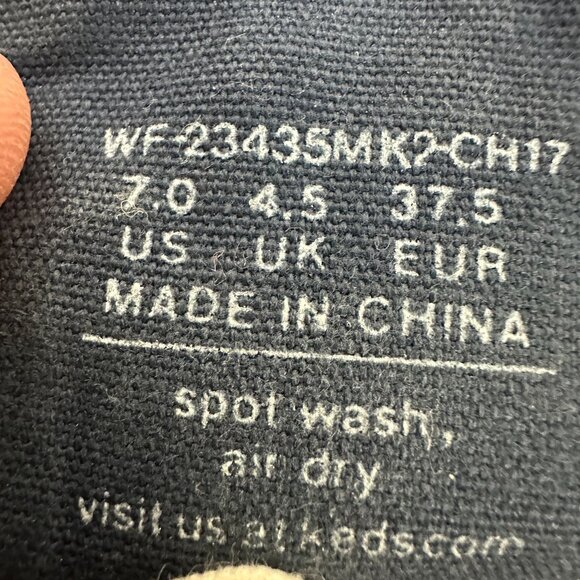 WF-23435MK2-CH17
7.0 4.5 37.5
US UK EUR
MADE IN CHINA
spot wash,
air dry
visit us at keds.com